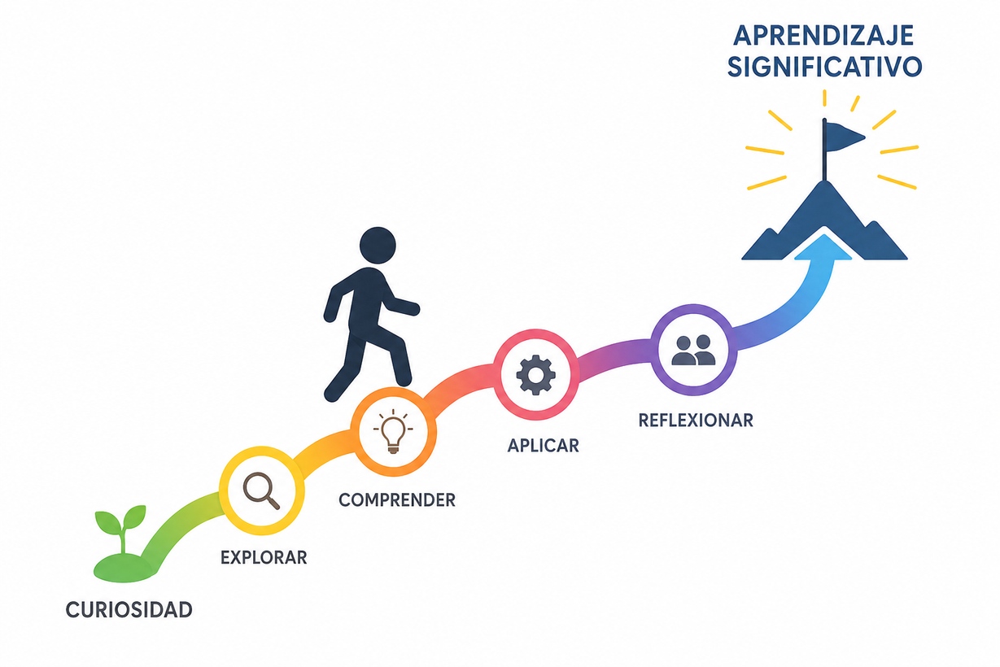 APRENDIZAJE
SIGNIFICATIVO
REFLEXIONAR
APLICAR
COMPRENDER
EXPLORAR
CURIOSIDAD